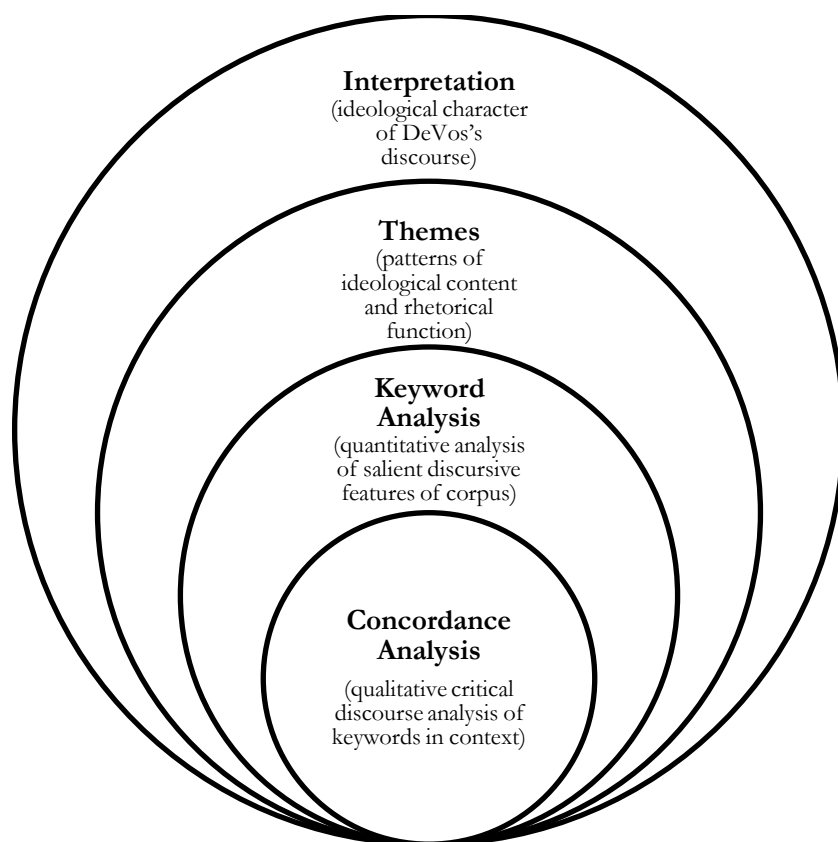 Interpretation
(ideological character
of DeVos’s
discourse)
Themes
(patterns of
ideological content
and rhetorical
function)
Keyword
Analysis
(quantitative analysis
of salient discursive
features of corpus)
Concordance
Analysis
(qualitative critical
discourse analysis of
keywords in context)